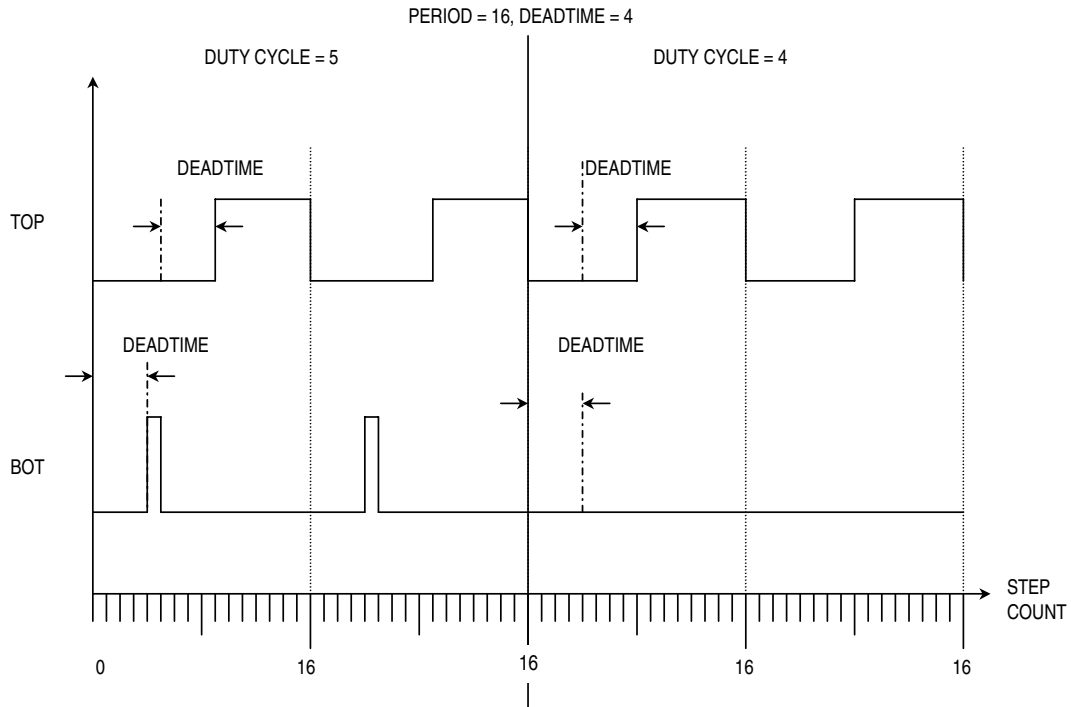 PERIOD = 16, DEADTIME = 4
DUTY CYCLE = 5
DUTY CYCLE = 4
DEADTIME
DEADTIME
TOP
DEADTIME
DEADTIME
BOT
STEP
COUNT
0
16
16
16
16